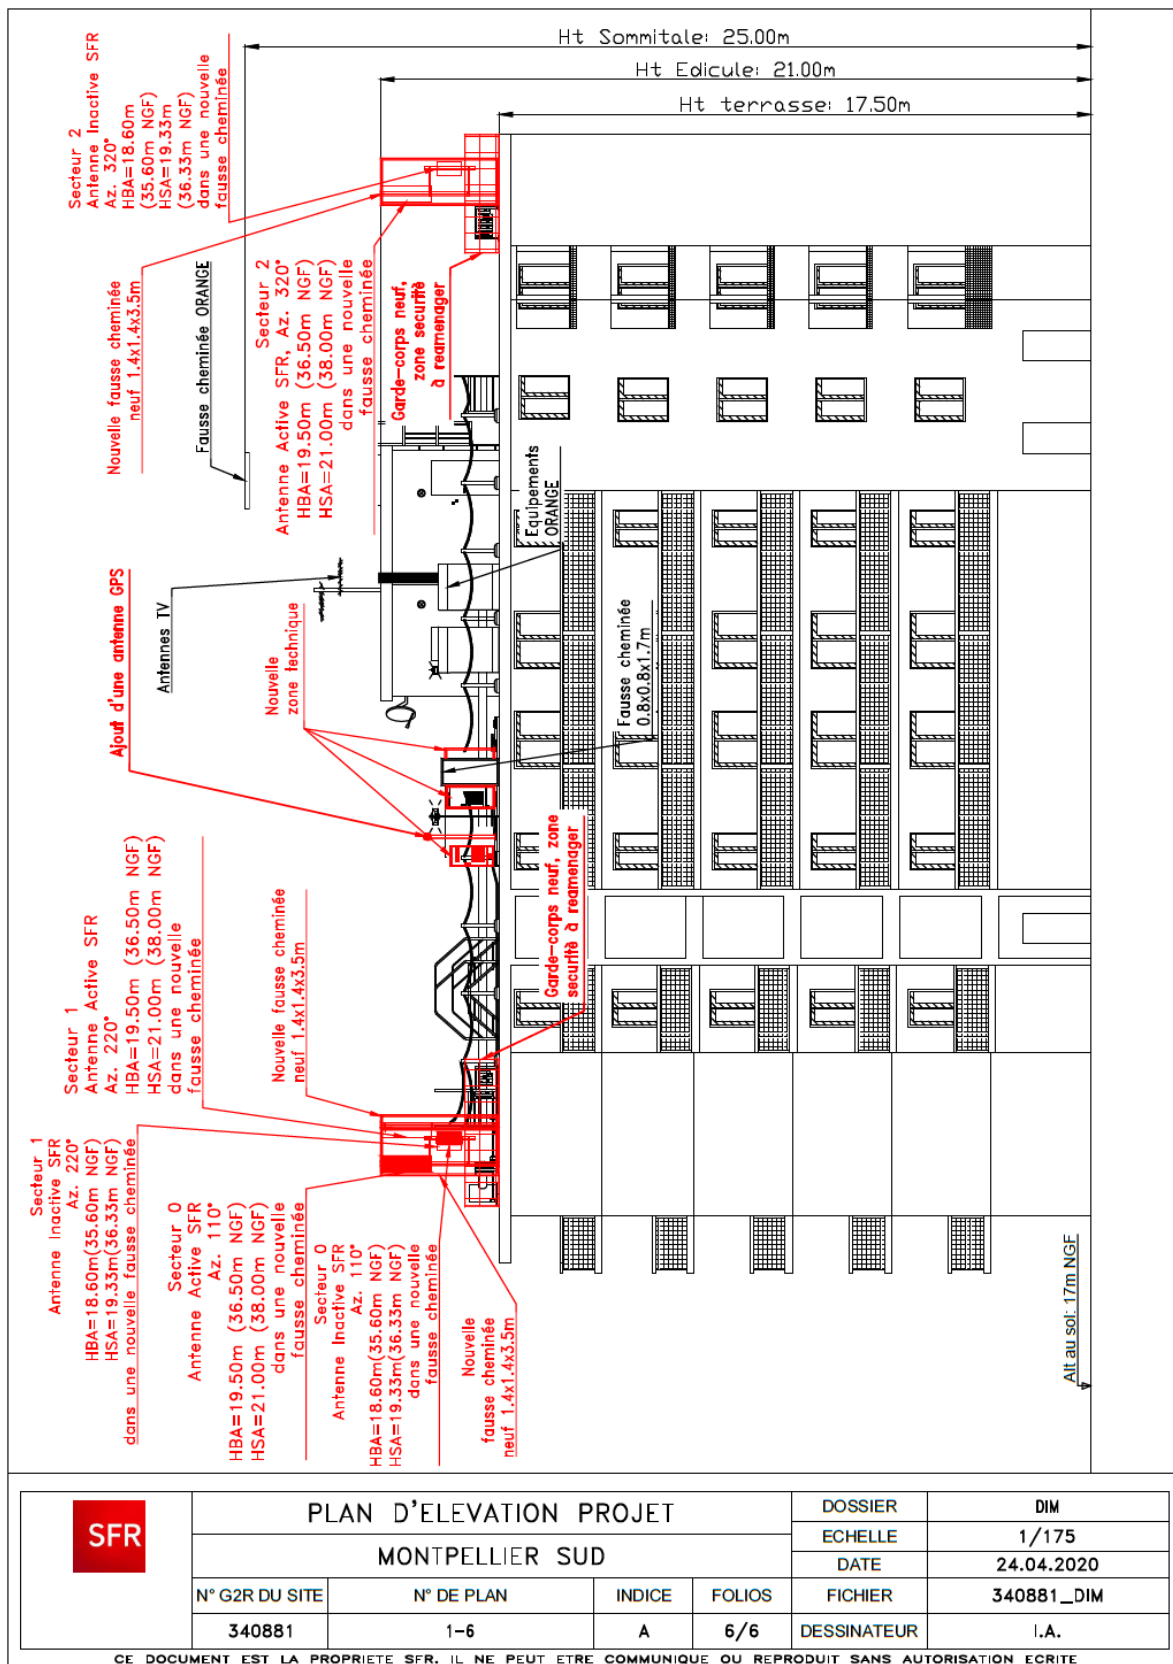 Ht Sommitale: 25.00m
Ht Edicule: 21.00m
Ht terrasse: 17.50m
Secteur 2
Antenne Inactive SFR
Az. 320°
HBA=18.60m
(35.60m NGF)
HSA=19.33m
(36.33m NGF)
dans une nouvelle
fausse cheminée
Nouvelle fausse cheminée
neuf 1.4x1.4x3.5m
Fausse cheminée ORANGE
Secteur 2
Antenne Active SFR, Az. 320°
HBA=19.50m (36.50m NGF)
HSA=21.00m (38.00m NGF)
dans une nouvelle
fausse cheminée
Garde-corps neuf,
zone securité
à reamenager
Equipements
ORANGE
Antennes TV
Ajout d'une antenne GPS
Nouvelle
zone technique
Fausse cheminée
0.8x0.8x1.7m
Garde-corps neuf, zone
securité à reamenager
Secteur 1
Antenne Active SFR
Az. 220°
HBA=19.50m (36.50m NGF)
HSA=21.00m (38.00m NGF)
dans une nouvelle
fausse cheminée
Nouvelle fausse cheminée
neuf 1.4x1.4x3.5m
Secteur 1
Antenne Inactive SFR
Az. 220°
HBA=18.60m(35.60m NGF)
HSA=19.33m(36.33m NGF)
dans une nouvelle fausse cheminée
Secteur 0
Antenne Active SFR
Az. 110°
HBA=19.50m (36.50m NGF)
HSA=21.00m (38.00m NGF)
dans une nouvelle
fausse cheminée
Secteur 0
Antenne Inactive SFR
Az. 110°
HBA=18.60m(35.60m NGF)
HSA=19.33m(36.33m NGF)
dans une nouvelle
fausse cheminée
Nouvelle
fausse cheminée
neuf 1.4x1.4x3.5m
Alt au sol: 17m NGF
SFR
PLAN D'ELEVATION PROJET
MONTPELLIER SUD
DOSSIER DIM
ECHELLE 1/175
DATE 24.04.2020
N° G2R DU SITE N° DE PLAN INDICE FOLIOS FICHIER 340881_DIM
340881 1-6 A 6/6 DESSINATEUR I.A.
CE DOCUMENT EST LA PROPRIETE SFR. IL NE PEUT ETRE COMMUNIQUE OU REPRODUIT SANS AUTORISATION ECRITE